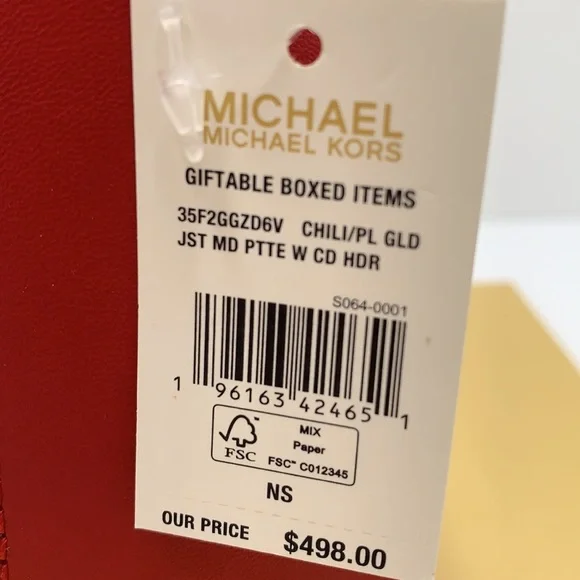 MICHAEL
MICHAEL KORS
GIFTABLE BOXED ITEMS
35F2GGZD6V CHILI/PL GLD
JST MD PTTE W CD HDR
S064-0001
1 96163 42465 1
FSC
MIX
Paper
FSC™ C012345
NS
OUR PRICE $498.00